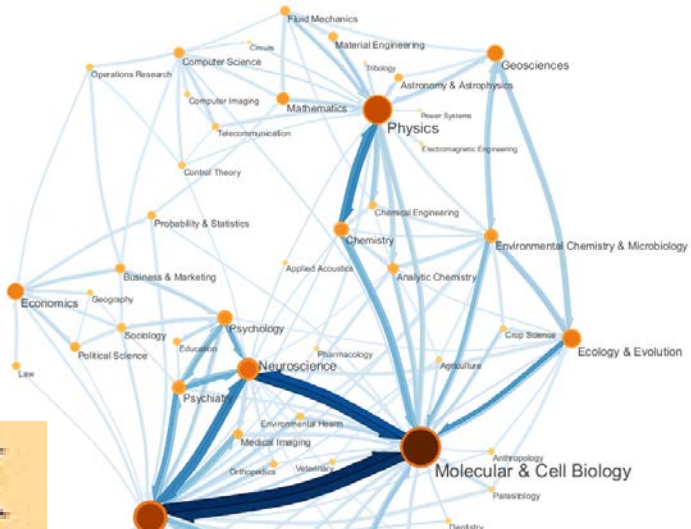 Fluid Mechanics
Circuits
Material Engineering
Computer Science
Tribology
Geosciences
Operations Research
Astronomy & Astrophysics
Computer Imaging
Mathematics
Power Systems
Physics
Telecommunication
Electromagnetic Engineering
Control Theory
Chemical Engineering
Probability & Statistics
Chemistry
Environmental Chemistry & Microbiology
Applied Acoustics
Business & Marketing
Analytic Chemistry
Economics
Geography
Psychology
Sociology
Crop Science
Education
Ecology & Evolution
Political Science
Pharmacology
Neuroscience
Agriculture
Law
Psychiatry
Environmental Health
Medical Imaging
Anthropology
Orthopedics
Veterinary
Molecular & Cell Biology
Parasitology
Dentistry